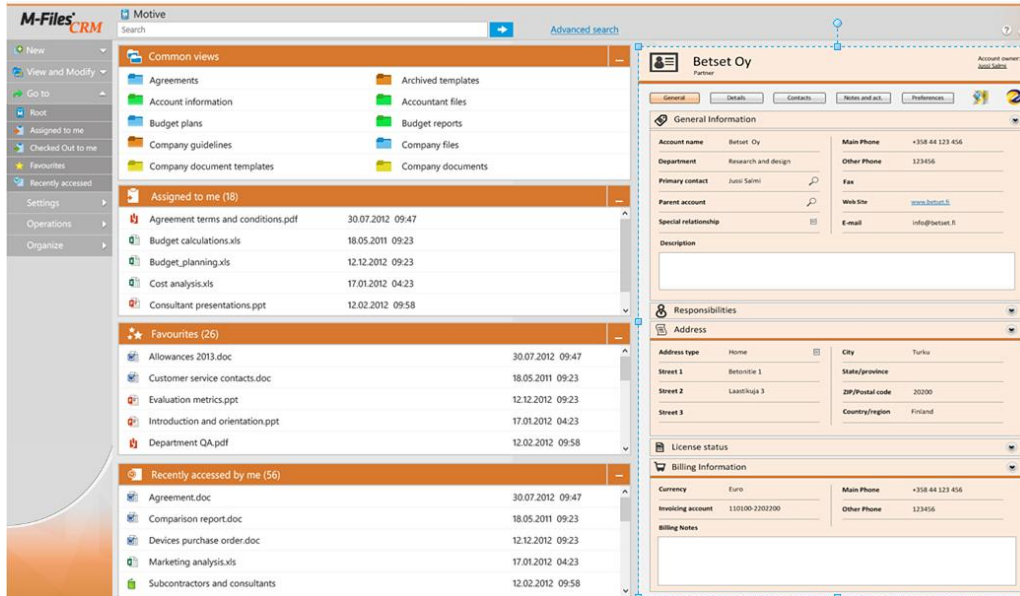 M-Files CRM
Motive
Search
Advanced search
New
View and Modify
Go to
Root
Assigned to me
Checked Out to me
Favourites
Recently accessed
Settings
Operations
Organize
Common views
Agreements
Archived templates
Account information
Accountant files
Budget plans
Budget reports
Company guidelines
Company files
Company document templates
Company documents
Assigned to me (18)
Agreement terms and conditions.pdf 30.07.2012 09:47
Budget calculations.xls 18.05.2011 09:23
Budget_planning.xls 12.12.2012 09:23
Cost analysis.xls 17.01.2012 04:23
Consultant presentations.ppt 12.02.2012 09:58
Favourites (26)
Allowances 2013.doc 30.07.2012 09:47
Customer service contacts.doc 18.05.2011 09:23
Evaluation metrics.ppt 12.12.2012 09:23
Introduction and orientation.ppt 17.01.2012 04:23
Department QA.pdf 12.02.2012 09:58
Recently accessed by me (56)
Agreement.doc 30.07.2012 09:47
Comparison report.doc 18.05.2011 09:23
Devices purchase order.doc 12.12.2012 09:23
Marketing analysis.xls 17.01.2012 04:23
Subcontractors and consultants 12.02.2012 09:58
Betset Oy
Partner
Account owner:
Jussi Salmi
General Details Contacts Notes and act. Preferences
General Information
Account name Betset Oy Main Phone +358 44 123 456
Department Research and design Other Phone 123456
Primary contact Jussi Salmi Fax
Parent account Web Site www.betset.fi
Special relationship E-mail info@betset.fi
Description
Responsibilities
Address
Address type Home City Turku
Street 1 Betonitie 1 State/province
Street 2 Laastikuja 3 ZIP/Postal code 20200
Street 3 Country/region Finland
License status
Billing Information
Currency Euro Main Phone +358 44 123 456
Invoicing account 110100-2202200 Other Phone 123456
Billing Notes